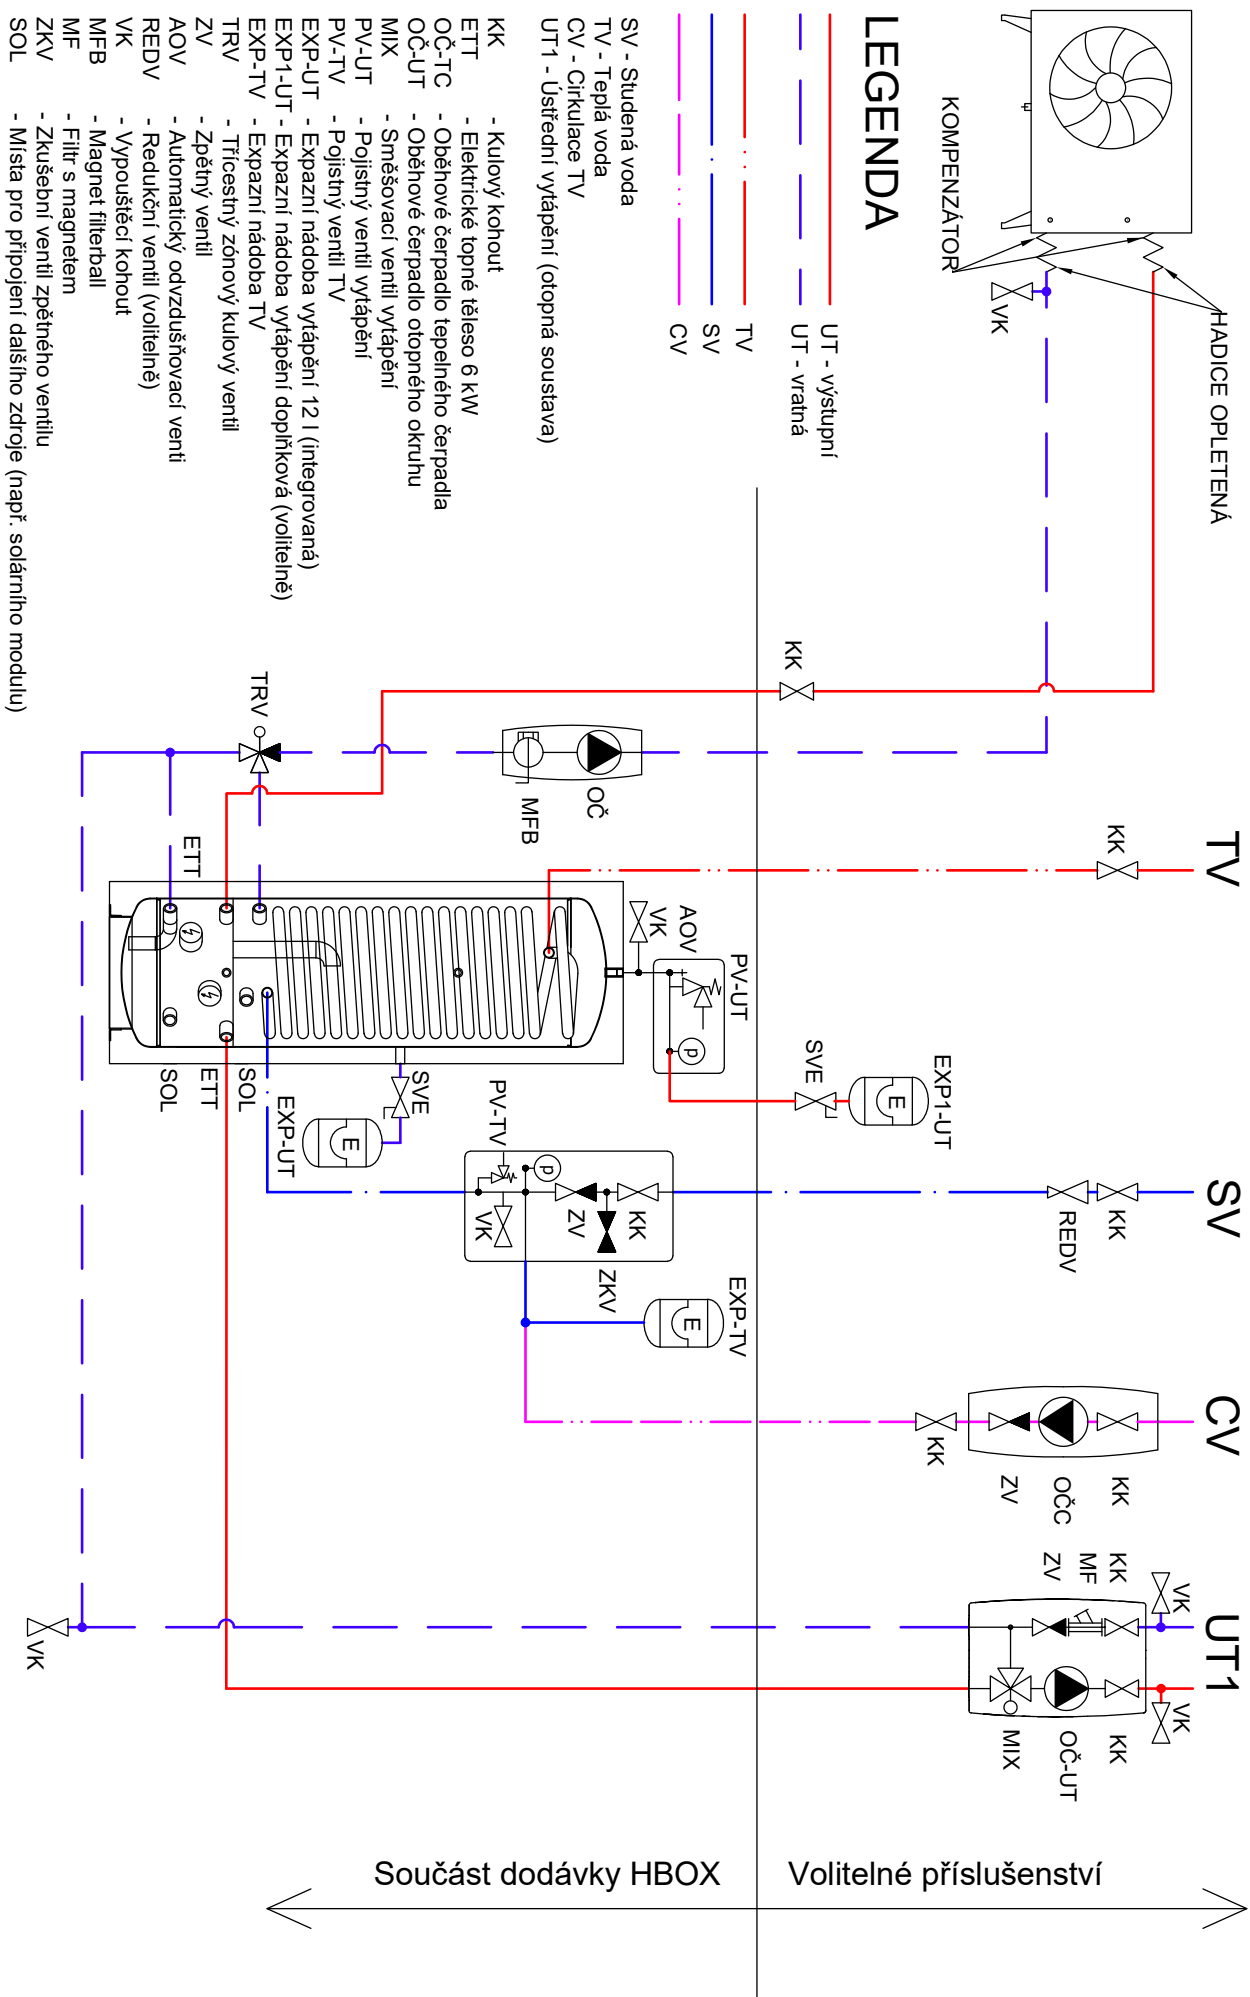 KOMPENZÁTOR
HADICE OPLETENÁ
VK
LEGENDA
UT - výstupní
UT - vratná
TV
SV
CV
SV - Studená voda
TV - Teplá voda
CV - Cirkulace TV
UT1 - Ústřední vytápění (otopná soustava)
KK - Kulový kohout
ETT - Elektrické topné těleso 6 kW
OČ-TC - Oběhové čerpadlo tepelného čerpadla
OČ-UT - Oběhové čerpadlo otopného okruhu
MIX - Směšovací ventil vytápění
PV-UT - Pojistný ventil vytápění
PV-TV - Pojistný ventil TV
EXP-UT - Expazní nádoba vytápění 12 l (integrovaná)
EXP1-UT - Expazní nádoba vytápění doplňková (volitelně)
EXP-TV - Expazní nádoba TV
TRV - Třícestný zónový kulový ventil
ZV - Zpětný ventil
AOV - Automatický odvzdušňovací venti
REDV - Redukční ventil (volitelně)
VK - Vypouštěcí kohout
MFB - Magnet filterball
MF - Filtr s magnetem
ZKV - Zkušební ventil zpětného ventilu
SOL - Místa pro připojení dalšího zdroje (např. solárního modulu)
TV
SV
CV
UT1
KK
KK
KK
REDV
KK
OČC
ZV
KK
VK
KK
MF
ZV
VK
KK
OČ-UT
MIX
TRV
OČ
MFB
VK
AOV
PV-UT
p
SVE
EXP1-UT
E
ETT
SOL
ETT
SOL
SVE
EXP-UT
E
PV-TV
p
VK
ZV
KK
ZKV
EXP-TV
E
VK
Součást dodávky HBOX
Volitelné příslušenství